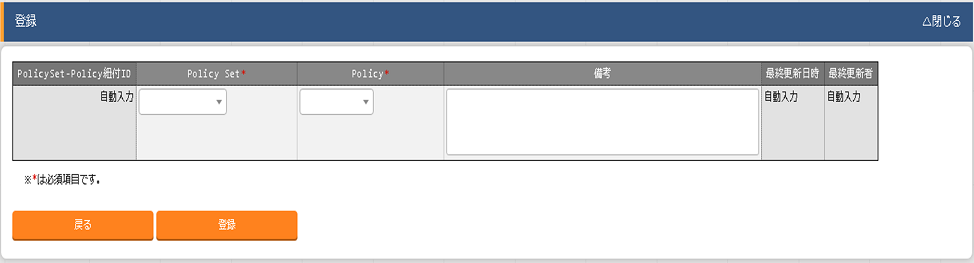 登録 △閉じる
PolicySet-Policy紐付ID Policy Set* Policy* 備考 最終更新日時 最終更新者
自動入力 自動入力 自動入力
※*は必須項目です。
戻る 登録